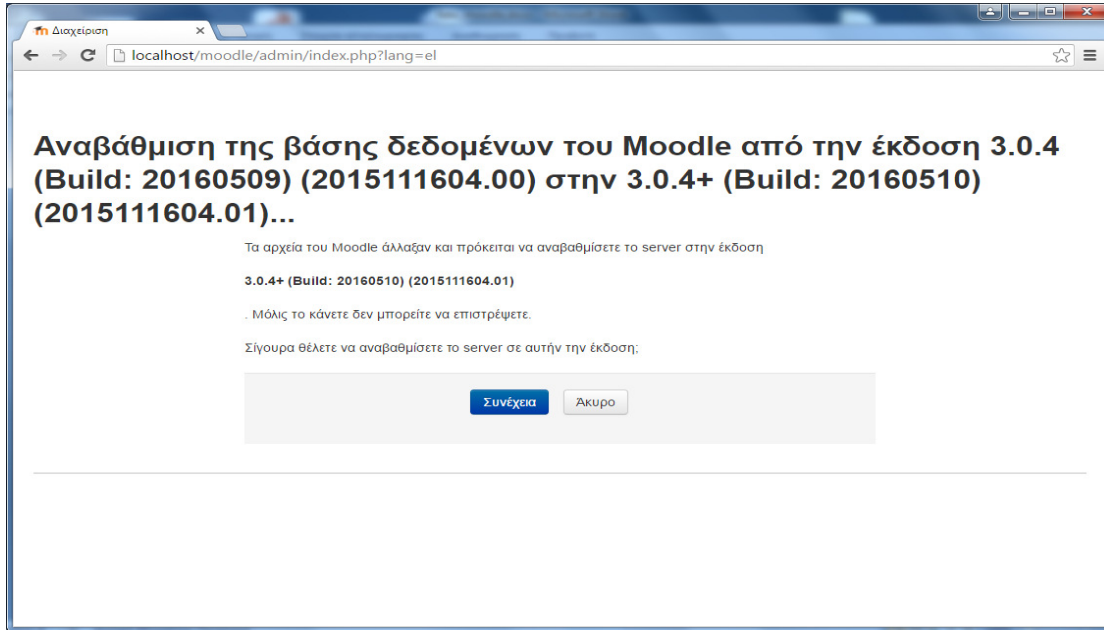 Διαχείριση
localhost/moodle/admin/index.php?lang=el
Αναβάθμιση της βάσης δεδομένων του Moodle από την έκδοση 3.0.4
(Build: 20160509) (2015111604.00) στην 3.0.4+ (Build: 20160510)
(2015111604.01)...
Τα αρχεία του Moodle άλλαξαν και πρόκειται να αναβαθμίσετε το server στην έκδοση
3.0.4+ (Build: 20160510) (2015111604.01)
. Μόλις το κάνετε δεν μπορείτε να επιστρέψετε.
Σίγουρα θέλετε να αναβαθμίσετε το server σε αυτήν την έκδοση;
Συνέχεια Άκυρο